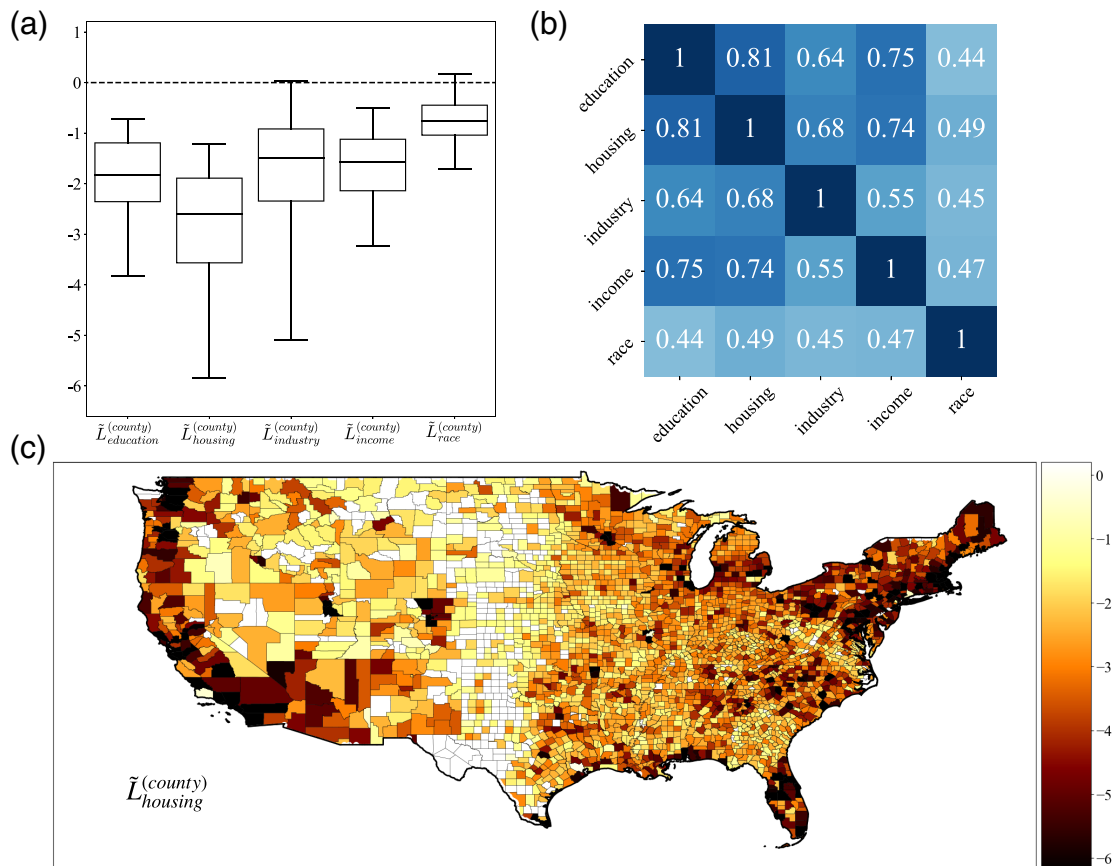 (a)
1
0
-1
-2
-3
-4
-5
-6
L̃^{(county)}_{education} L̃^{(county)}_{housing} L̃^{(county)}_{industry} L̃^{(county)}_{income} L̃^{(county)}_{race}
(b)
education 1 0.81 0.64 0.75 0.44
housing 0.81 1 0.68 0.74 0.49
industry 0.64 0.68 1 0.55 0.45
income 0.75 0.74 0.55 1 0.47
race 0.44 0.49 0.45 0.47 1
education housing industry income race
(c)
L̃^{(county)}_{housing}
0
−1
−2
−3
−4
−5
−6